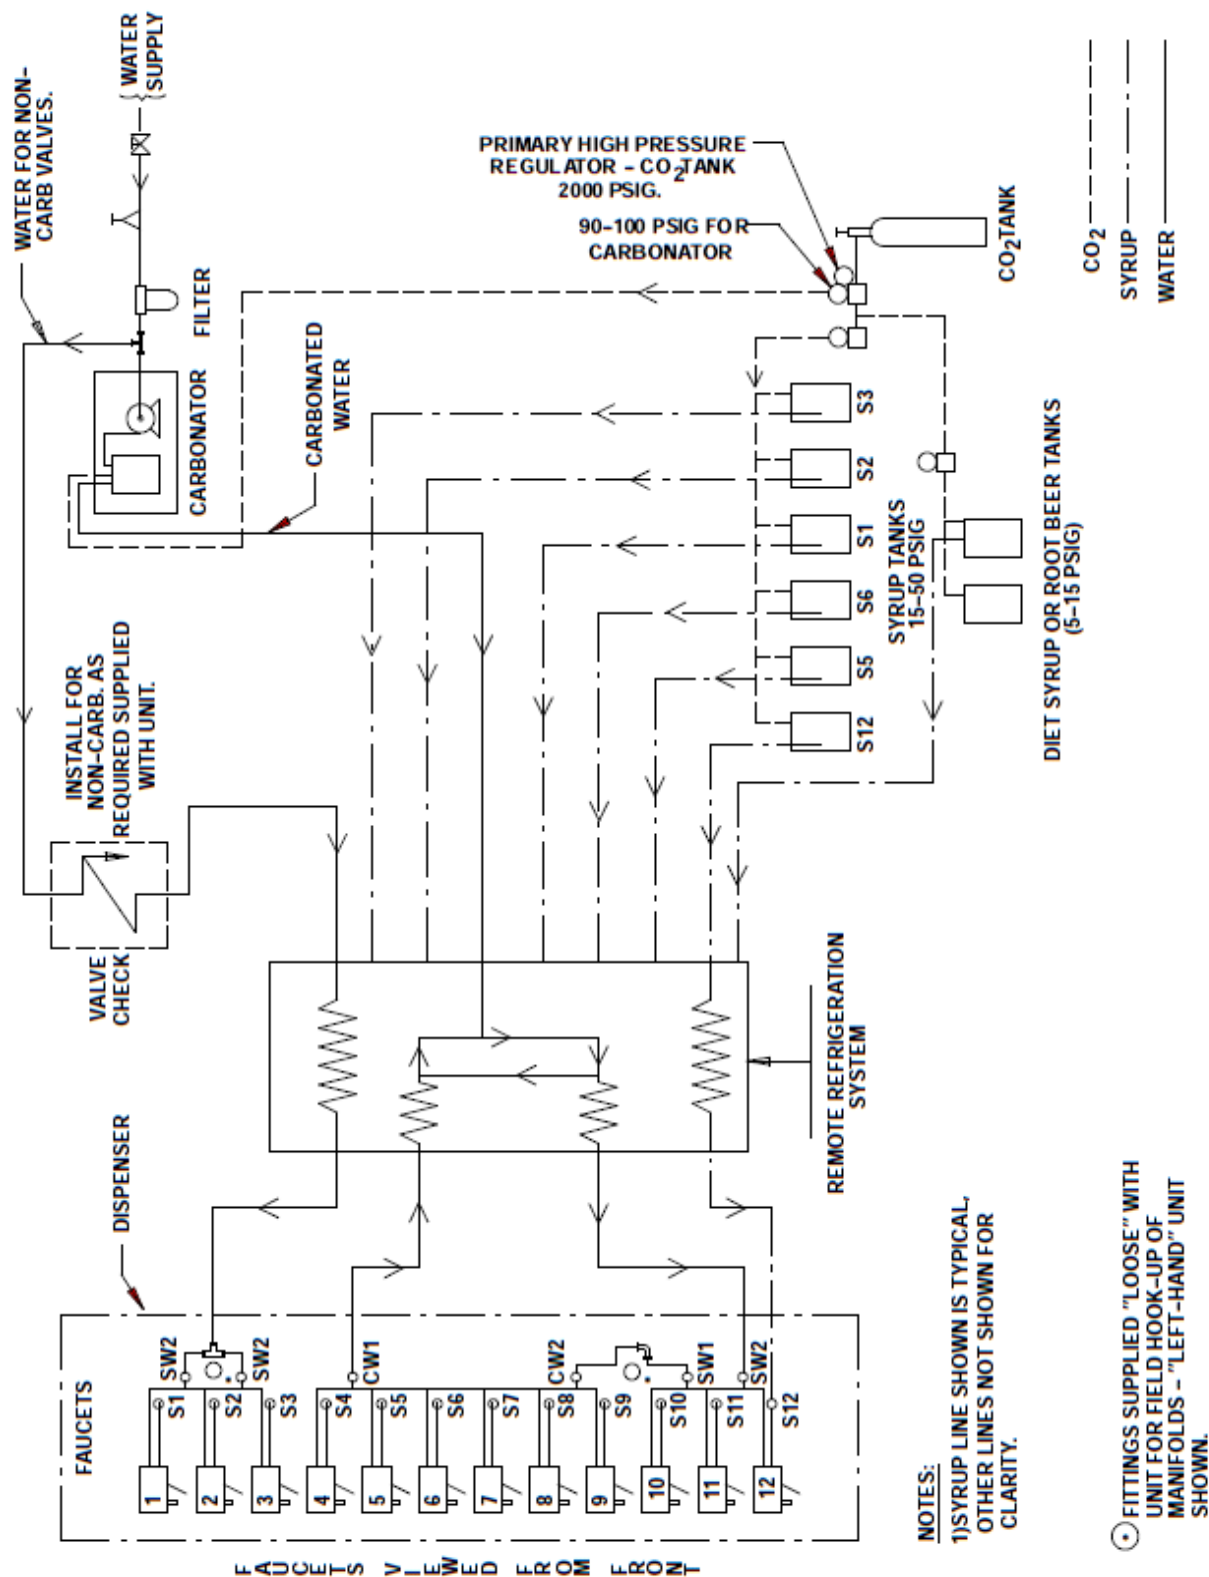 WATER
SUPPLY
WATER FOR NON-
CARB VALVES.
FILTER
CARBONATOR
CARBONATED
WATER
PRIMARY HIGH PRESSURE
REGULATOR - CO2TANK
2000 PSIG.
90-100 PSIG FOR
CARBONATOR
CO2TANK
CO2
SYRUP
WATER
S3
S2
S1
S6
S5
S12
SYRUP TANKS
15-50 PSIG
DIET SYRUP OR ROOT BEER TANKS
(5-15 PSIG)
INSTALL FOR
NON-CARB. AS
REQUIRED SUPPLIED
WITH UNIT.
VALVE
CHECK
REMOTE REFRIGERATION
SYSTEM
DISPENSER
FAUCETS
SW2
SW2
CW1
CW2
SW1
SW2
S1
S2
S3
S4
S5
S6
S7
S8
S9
S10
S11
S12
1
2
3
4
5
6
7
8
9
10
11
12
FAUCETS VIEWED FROM FRONT
NOTES:
1)SYRUP LINE SHOWN IS TYPICAL,
OTHER LINES NOT SHOWN FOR
CLARITY.
FITTINGS SUPPLIED "LOOSE" WITH
UNIT FOR FIELD HOOK-UP OF
MANIFOLDS - "LEFT-HAND" UNIT
SHOWN.